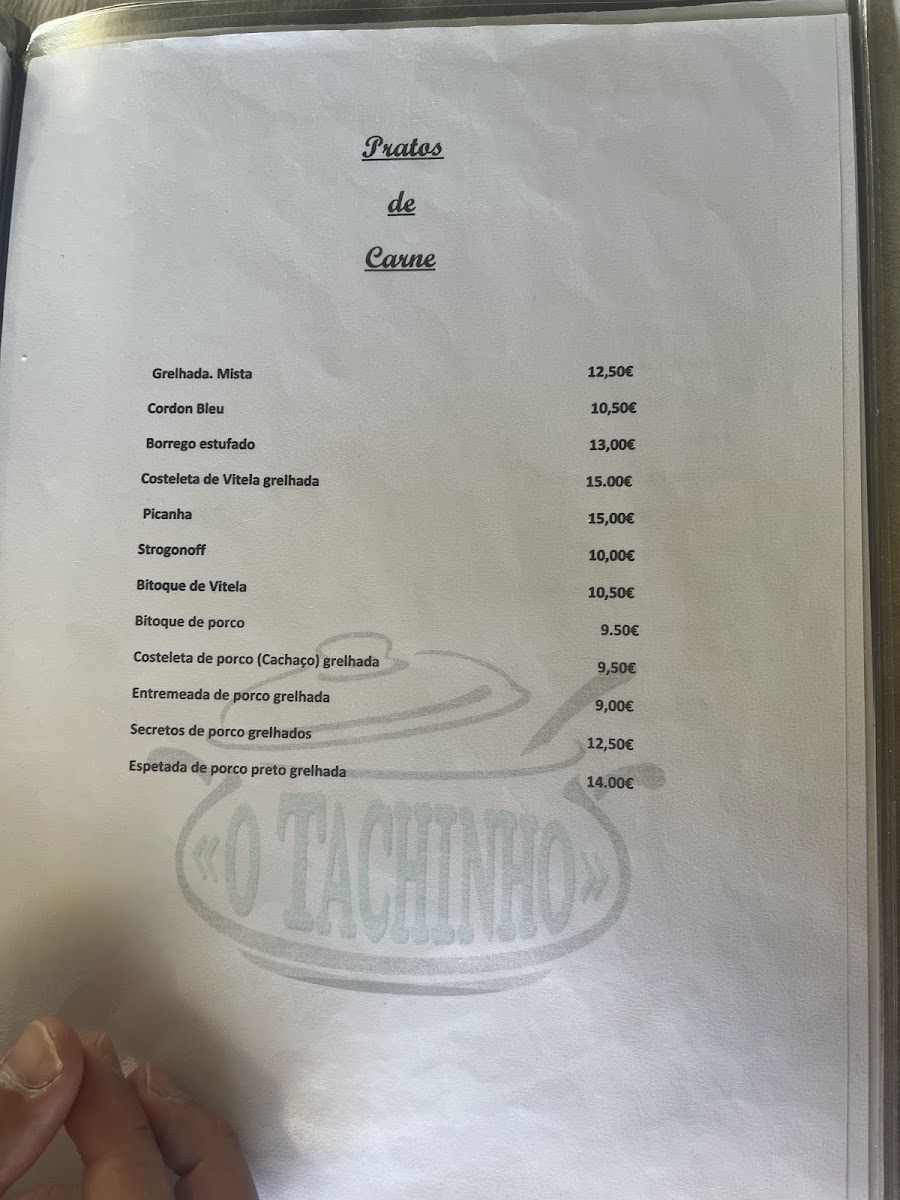 Pratos
de
Carne
Grelhada. Mista 12,50€
Cordon Bleu 10,50€
Borrego estufado 13,00€
Costeleta de Vitela grelhada 15.00€
Picanha 15,00€
Strogonoff 10,00€
Bitoque de Vitela 10,50€
Bitoque de porco 9.50€
Costeleta de porco (Cachaço) grelhada 9,50€
Entremeada de porco grelhada 9,00€
Secretos de porco grelhados 12,50€
Espetada de porco preto grelhada 14.00€
«O TACHINHO»